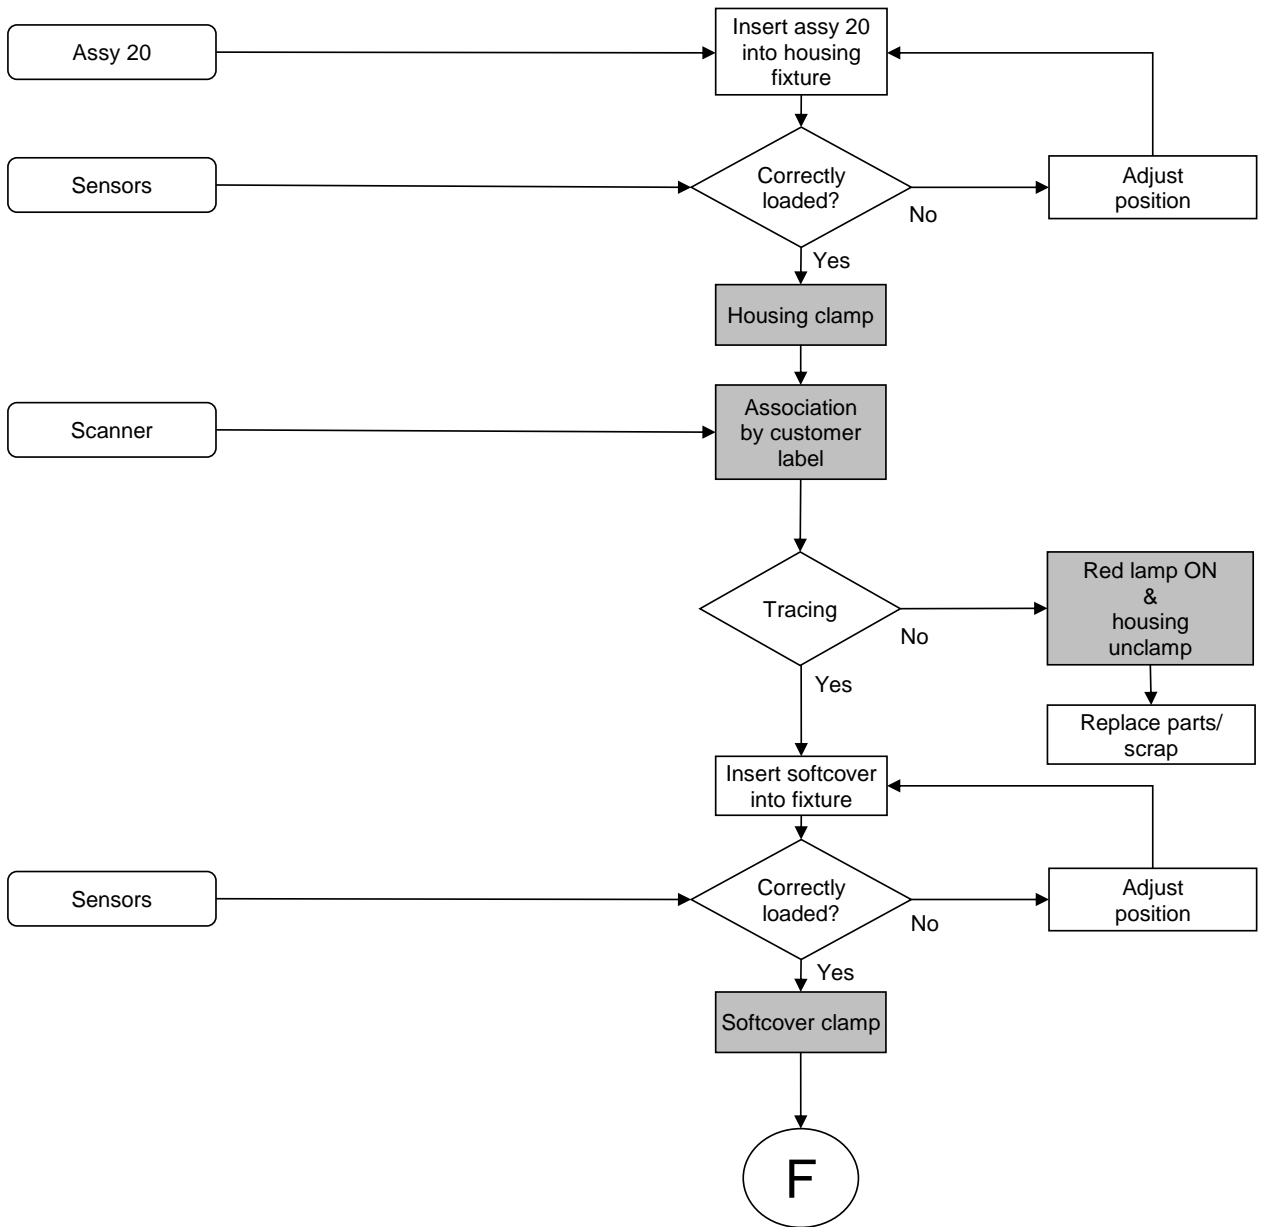 Assy 20
Insert assy 20
into housing
fixture
Sensors
Correctly
loaded?
No
Adjust
position
Yes
Housing clamp
Scanner
Association
by customer
label
Tracing
No
Red lamp ON
&
housing
unclamp
Yes
Replace parts/
scrap
Insert softcover
into fixture
Sensors
Correctly
loaded?
No
Adjust
position
Yes
Softcover clamp
F